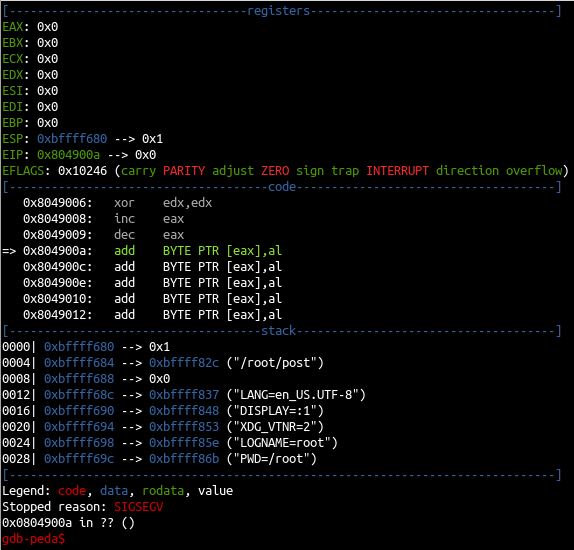 [----------------------------------registers-----------------------------------]
EAX: 0x0
EBX: 0x0
ECX: 0x0
EDX: 0x0
ESI: 0x0
EDI: 0x0
EBP: 0x0
ESP: 0xbffff680 --> 0x1
EIP: 0x804900a --> 0x0
EFLAGS: 0x10246 (carry PARITY adjust ZERO sign trap INTERRUPT direction overflow)
[-------------------------------------code-------------------------------------]
   0x8049006:	xor    edx,edx
   0x8049008:	inc    eax
   0x8049009:	dec    eax
=> 0x804900a:	add    BYTE PTR [eax],al
   0x804900c:	add    BYTE PTR [eax],al
   0x804900e:	add    BYTE PTR [eax],al
   0x8049010:	add    BYTE PTR [eax],al
   0x8049012:	add    BYTE PTR [eax],al
[------------------------------------stack-------------------------------------]
0000| 0xbffff680 --> 0x1
0004| 0xbffff684 --> 0xbffff82c ("/root/post")
0008| 0xbffff688 --> 0x0
0012| 0xbffff68c --> 0xbffff837 ("LANG=en_US.UTF-8")
0016| 0xbffff690 --> 0xbffff848 ("DISPLAY=:1")
0020| 0xbffff694 --> 0xbffff853 ("XDG_VTNR=2")
0024| 0xbffff698 --> 0xbffff85e ("LOGNAME=root")
0028| 0xbffff69c --> 0xbffff86b ("PWD=/root")
[------------------------------------------------------------------------------]
Legend: code, data, rodata, value
Stopped reason: SIGSEGV
0x0804900a in ?? ()
gdb-peda$